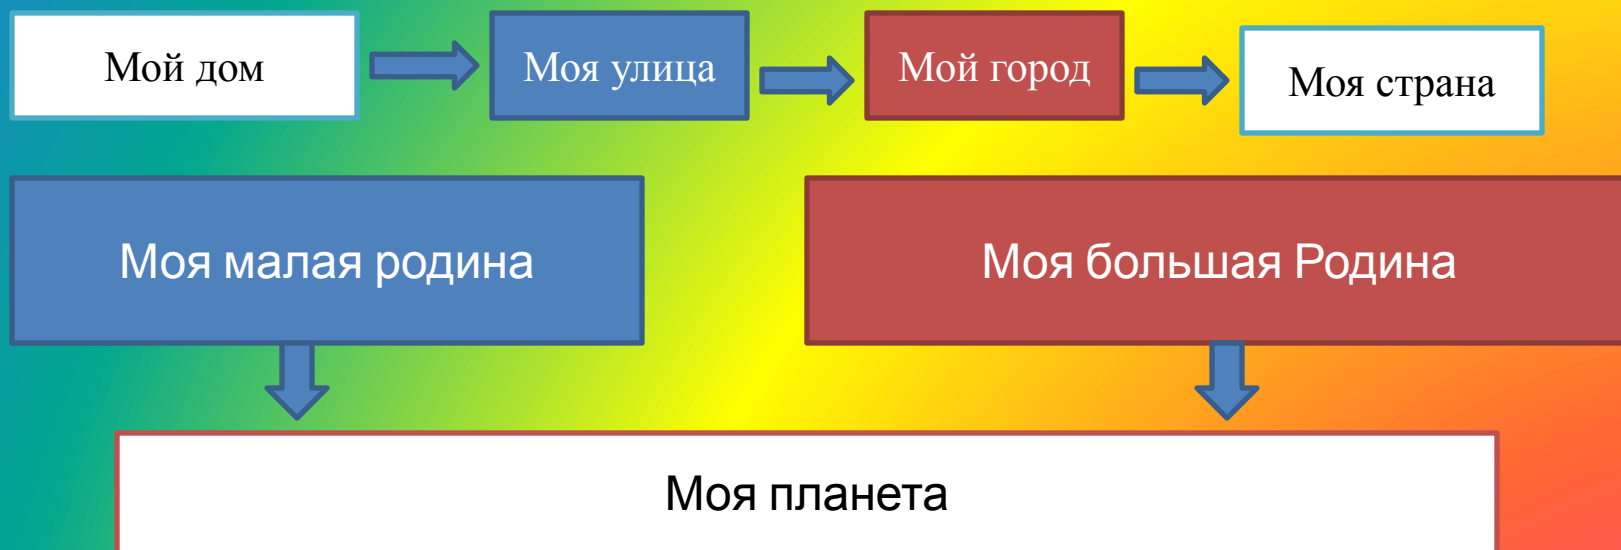 Мой дом
Моя улица
Мой город
Моя страна
Моя малая родина
Моя большая Родина
Моя планета